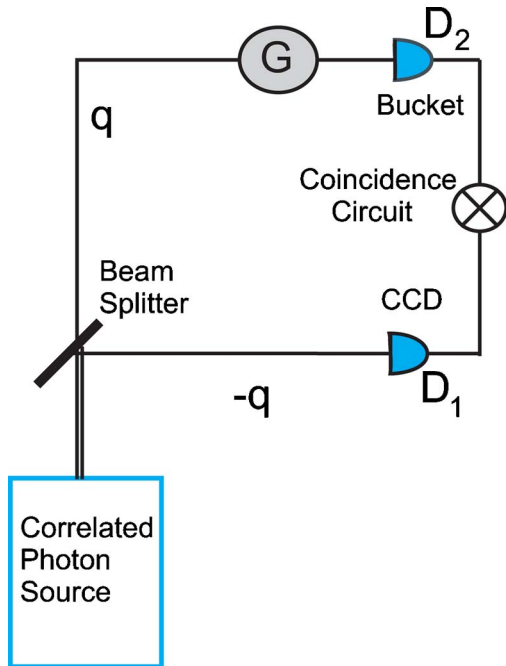 D2
G
q
Bucket
Coincidence
Circuit
Beam
Splitter
CCD
-q
D1
Correlated
Photon
Source